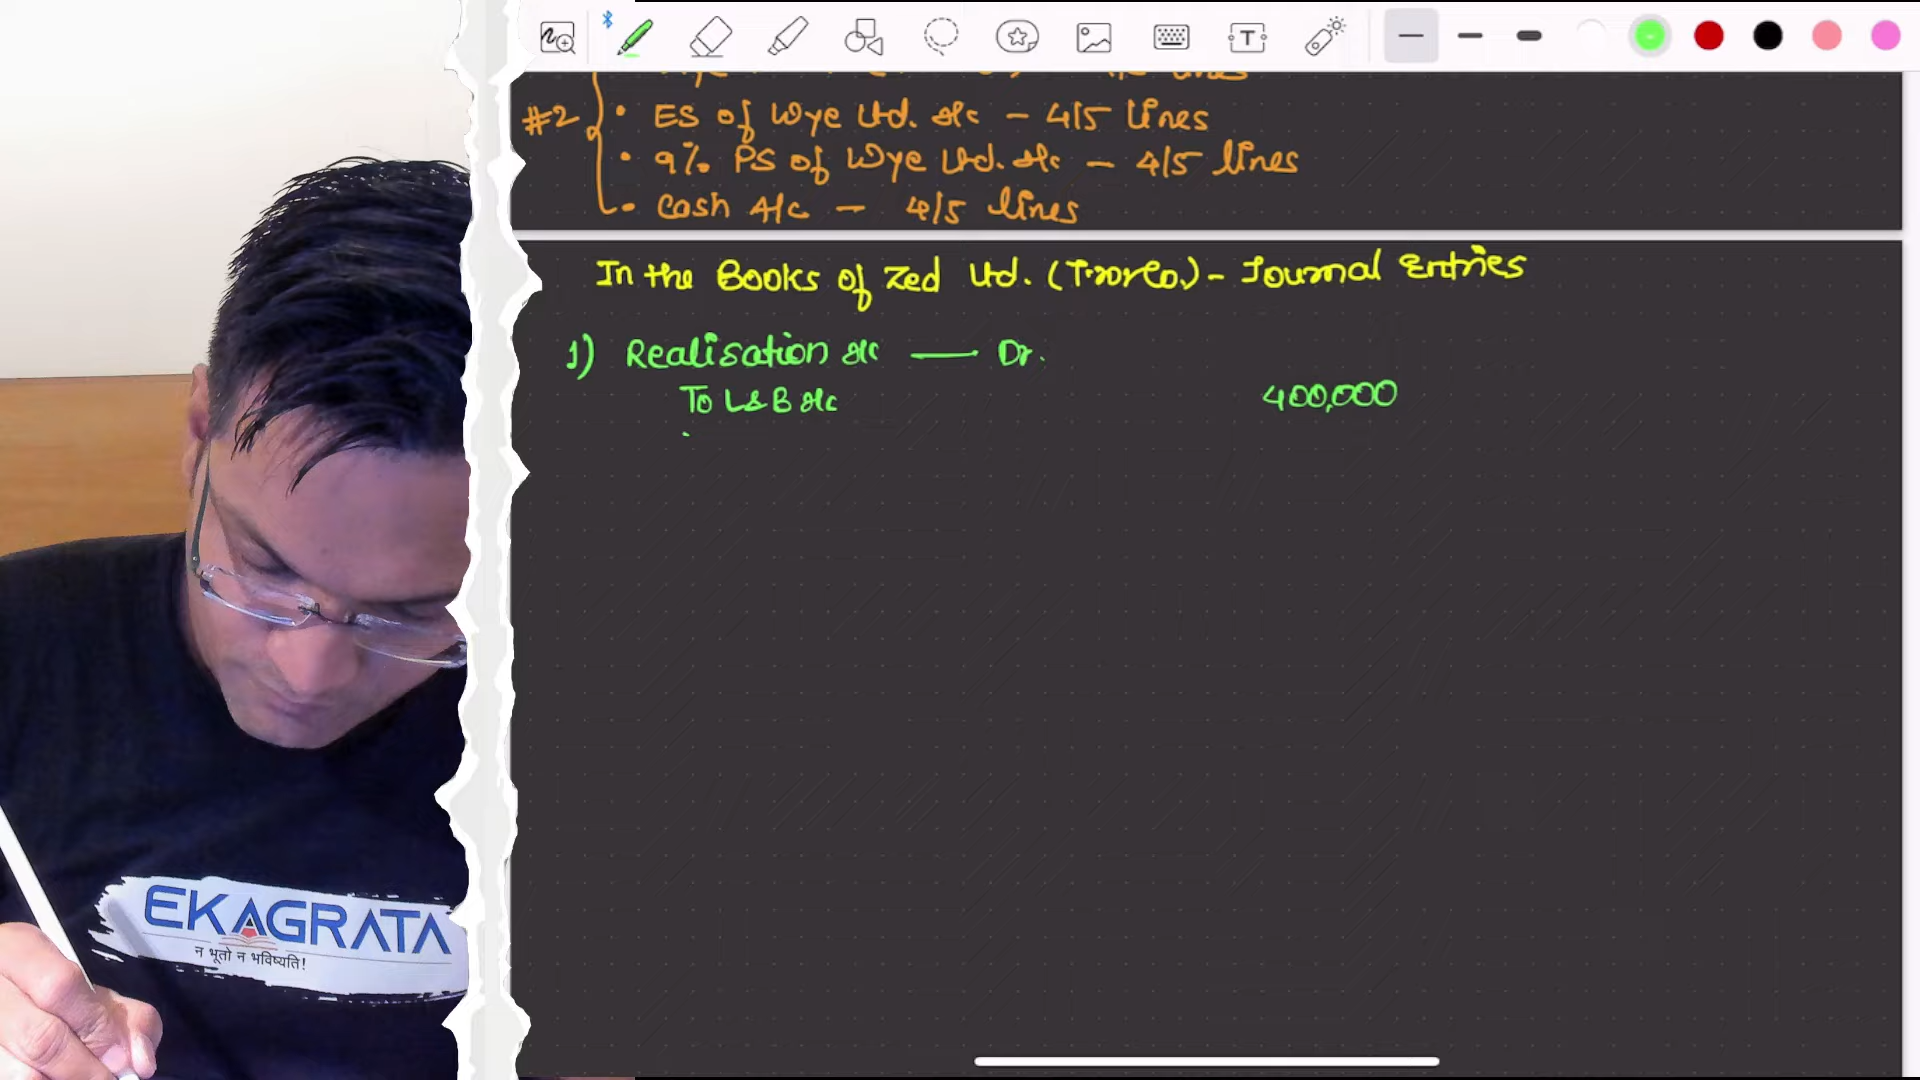 #2
• ES of Wye Ltd. A/c - 4/5 lines
• 9% PS of Wye Ltd. A/c - 4/5 lines
• Cash A/c - 4/5 lines
In the Books of Zed Ltd. (Tror Co.) - Journal Entries
1) Realisation A/c — Dr.
To L&B A/c 400,000
EKAGRATA
न भूतो न भविष्यति!
T